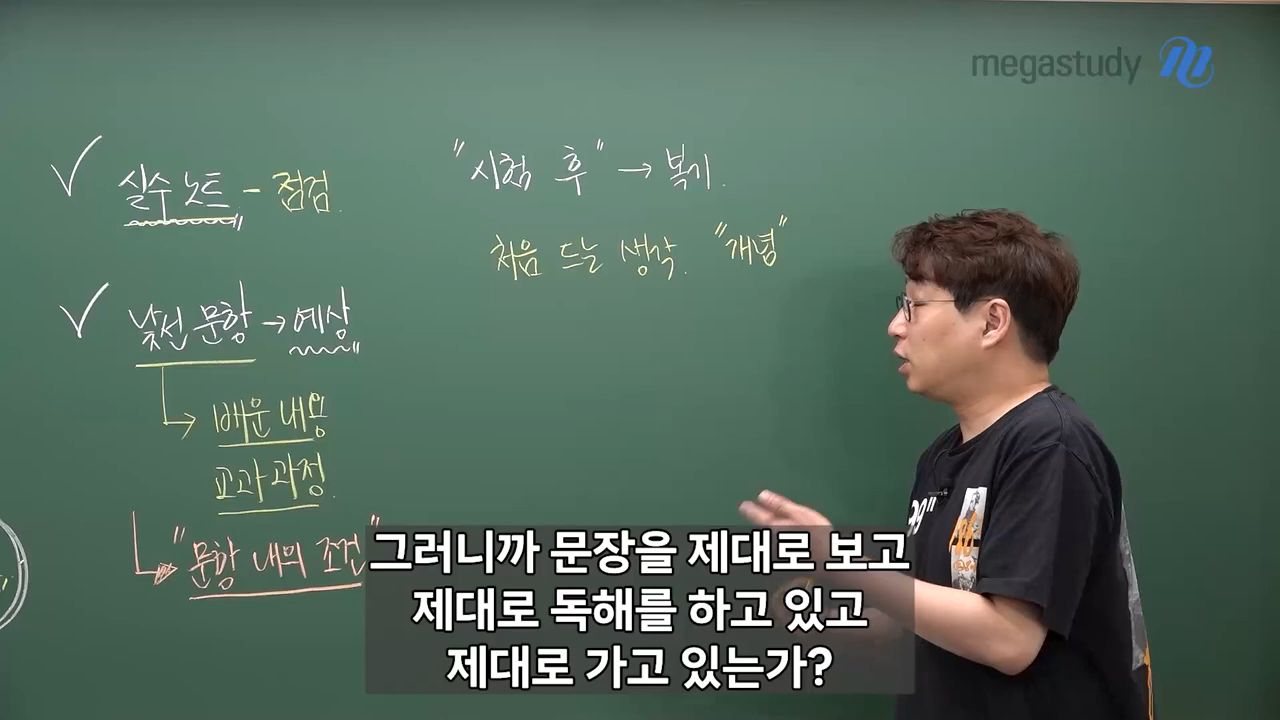 megastudy
✓ 실수 노트 - 점검.
✓ 낯선 문항 → 예상
↳ 배운 내용
교과 과정.
↳ "문항 내의 조건"
"시험 후" → 복기.
처음 드는 생각. "개념"
99"
그러니까 문장을 제대로 보고
제대로 독해를 하고 있고
제대로 가고 있는가?